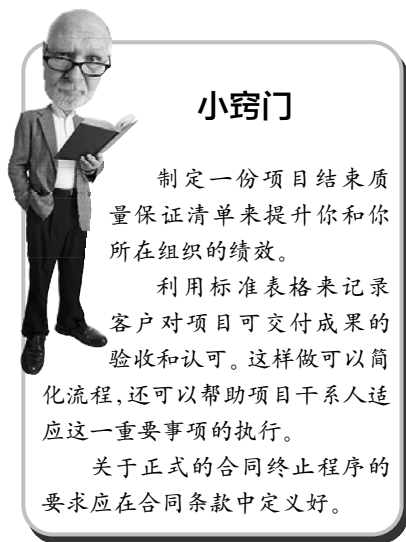 小窍门
制定一份项目结束质
量保证清单来提升你和你
所在组织的绩效。
利用标准表格来记录
客户对项目可交付成果的
验收和认可。这样做可以简
化流程,还可以帮助项目干系人适
应这一重要事项的执行。
关于正式的合同终止程序的
要求应在合同条款中定义好。